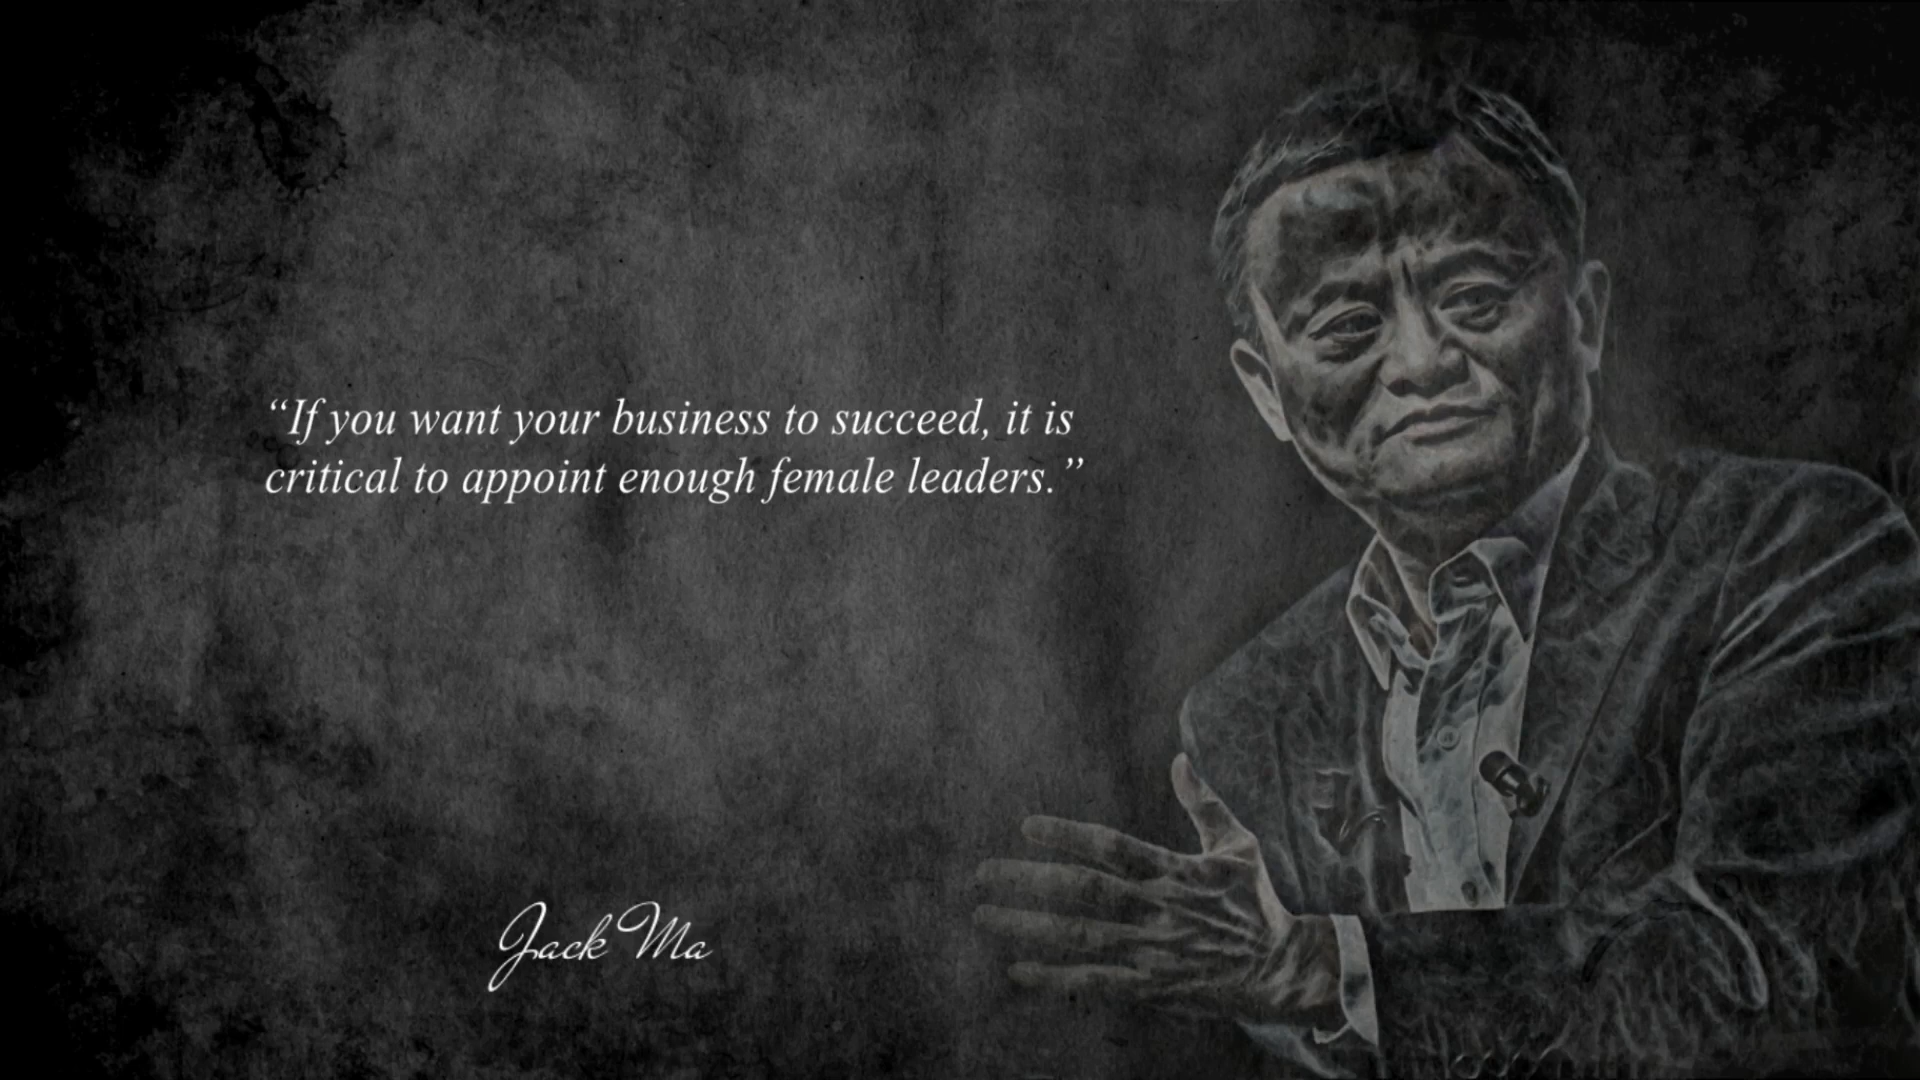 “If you want your business to succeed, it is
critical to appoint enough female leaders.”
Jack Ma